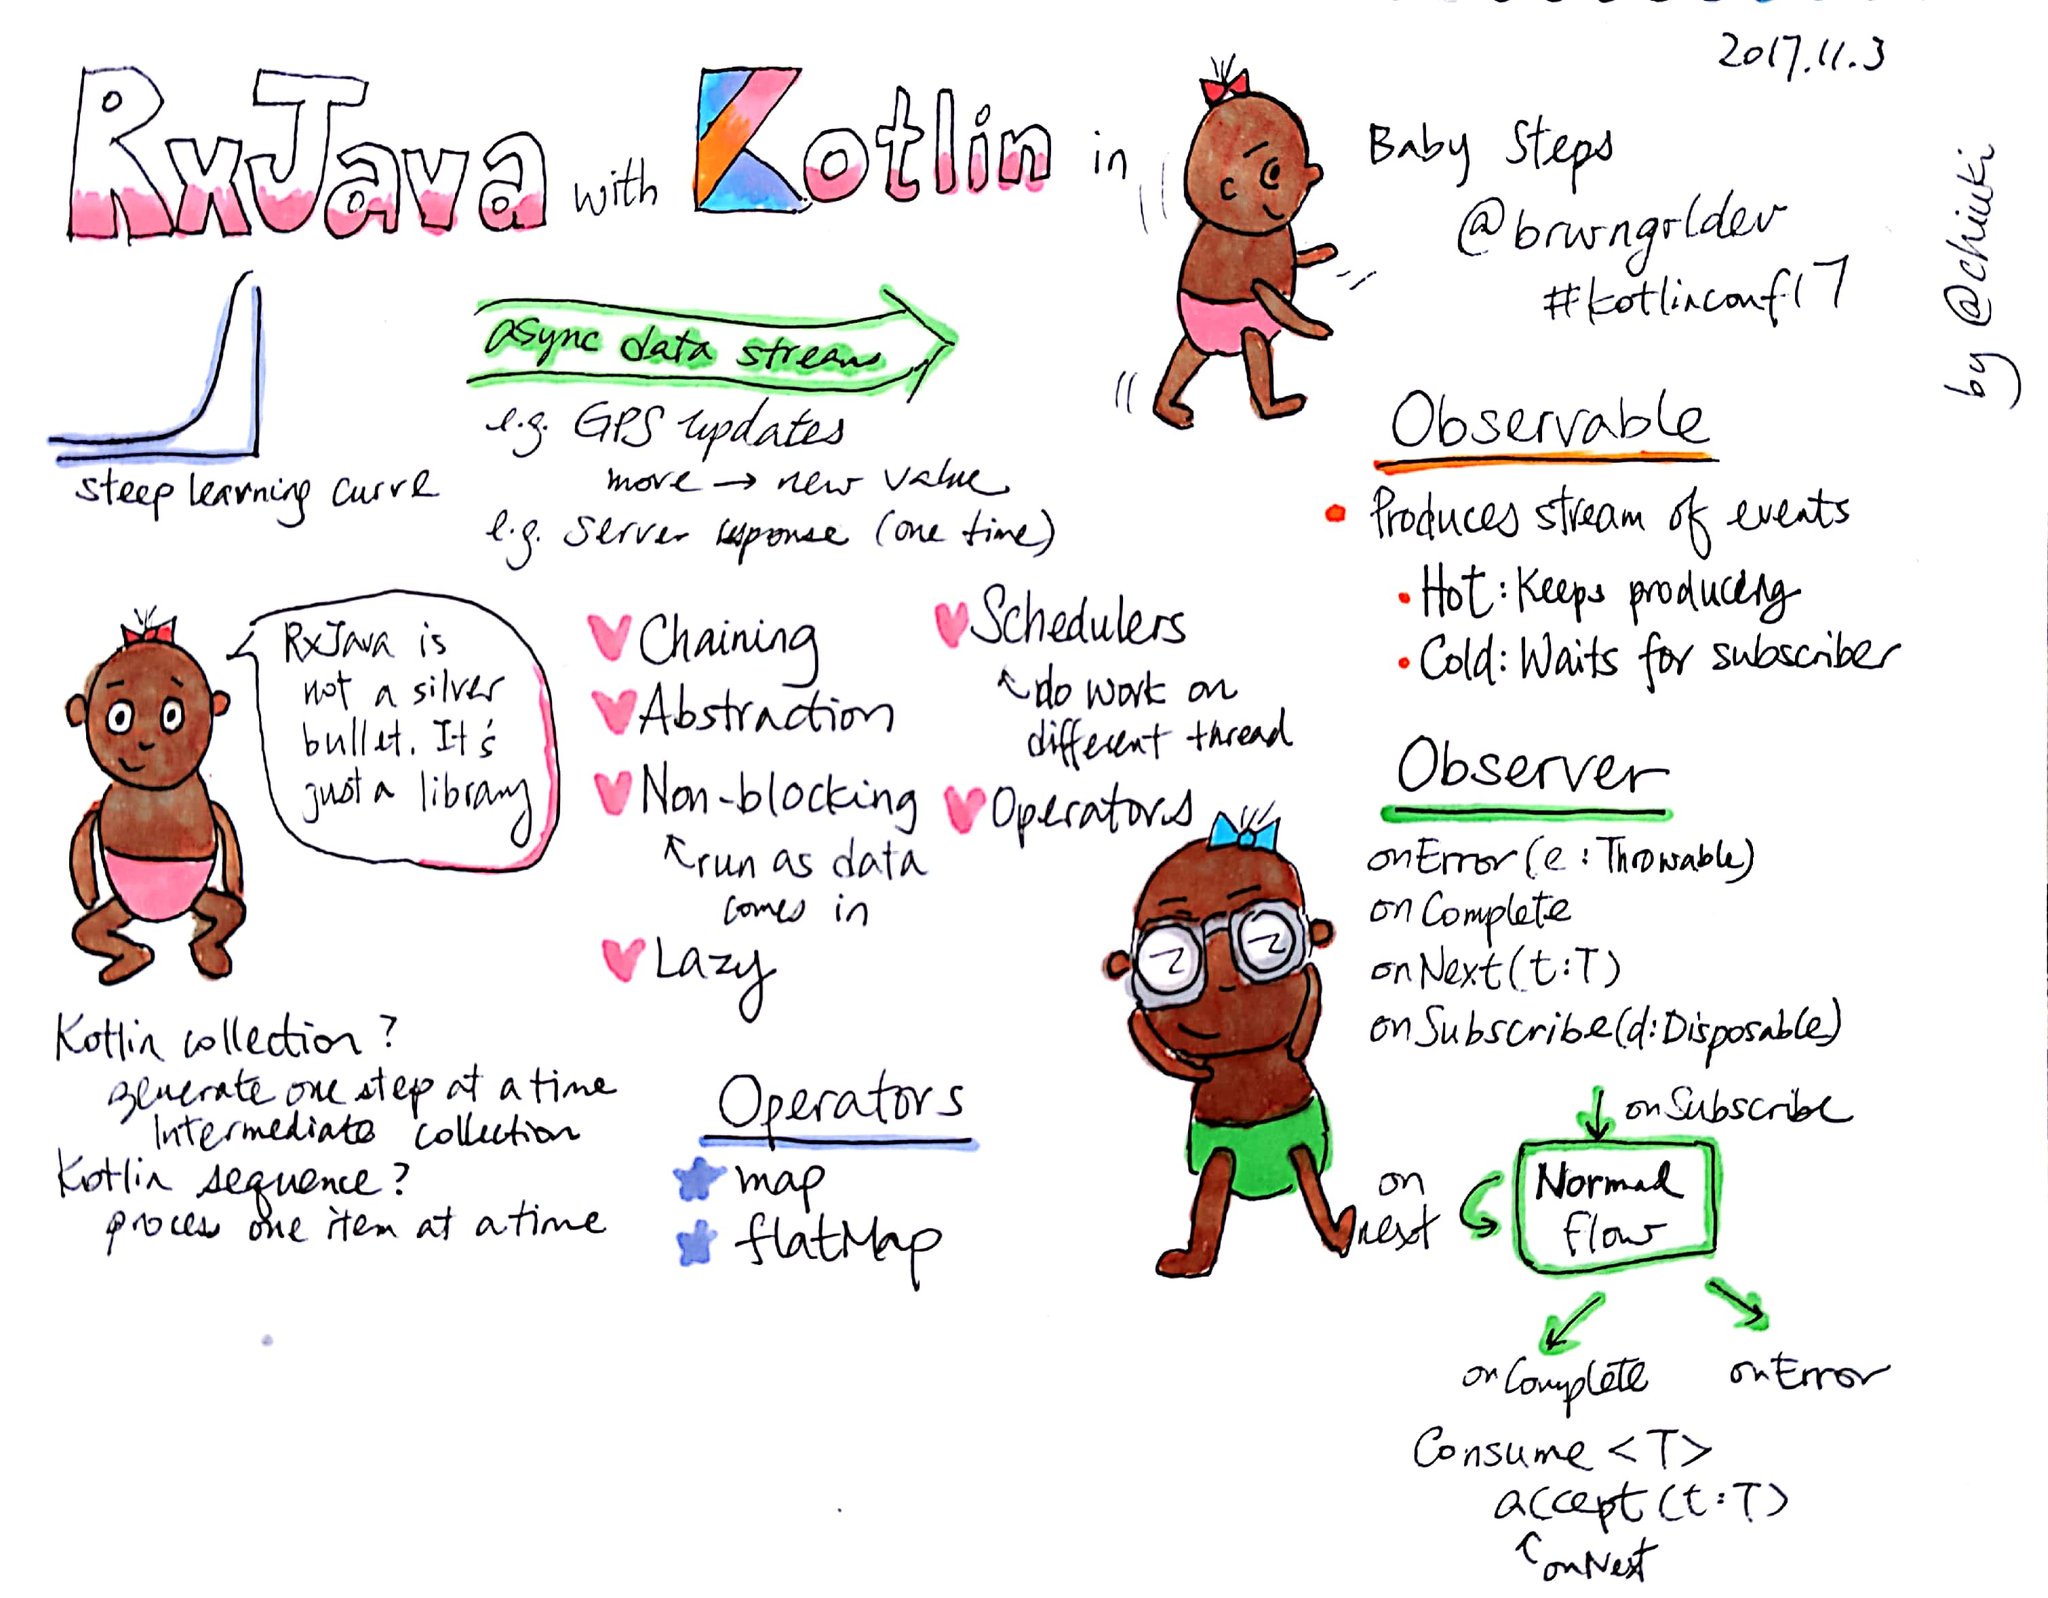 2017.11.3
RxJava with Kotlin in
Baby Steps
@brwngrldev
#kotlinconf17
by @chiuki
steep learning curve
async data stream
e.g. GPS updates
move → new value
e.g. Server response (one time)
RxJava is
not a silver
bullet. It's
just a library
Chaining
Abstraction
Non-blocking
run as data
comes in
Lazy
Schedulers
do work on
different thread
Operators
Kotlin collection?
generate one step at a time
Intermediate collection
Kotlin sequence?
process one item at a time
Operators
map
flatMap
Observable
• Produces stream of events
• Hot: Keeps producing
• Cold: Waits for subscriber
Observer
onError(e: Throwable)
onComplete
onNext(t:T)
onSubscribe(d:Disposable)
onSubscribe
on
next
Normal
flow
onComplete
onError
Consume <T>
accept(t:T)
onNext